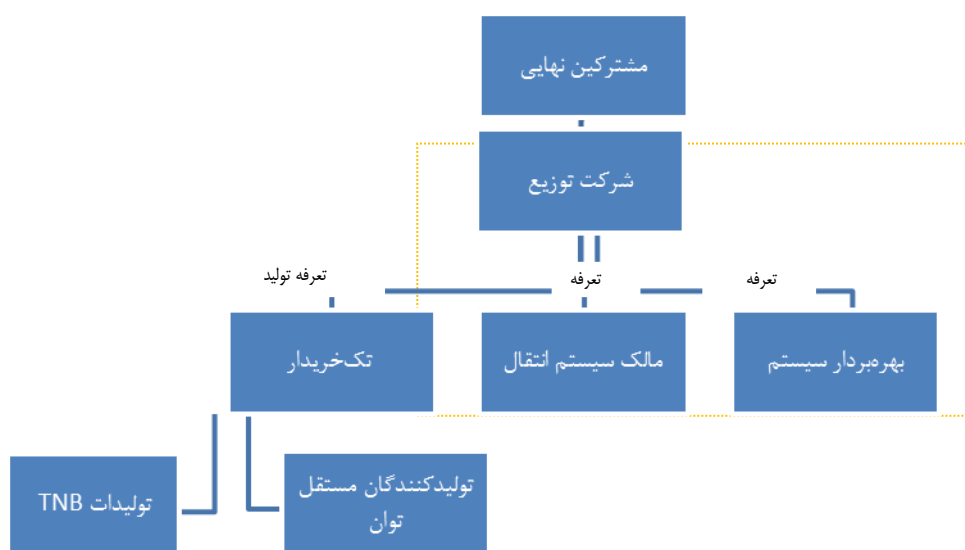 مشترکین نهایی
شرکت توزیع
تعرفه
تعرفه
تعرفه تولید
بهره‌بردار سیستم
مالک سیستم انتقال
تک‌خریدار
تولیدکنندگان مستقل
توان
تولیدات TNB